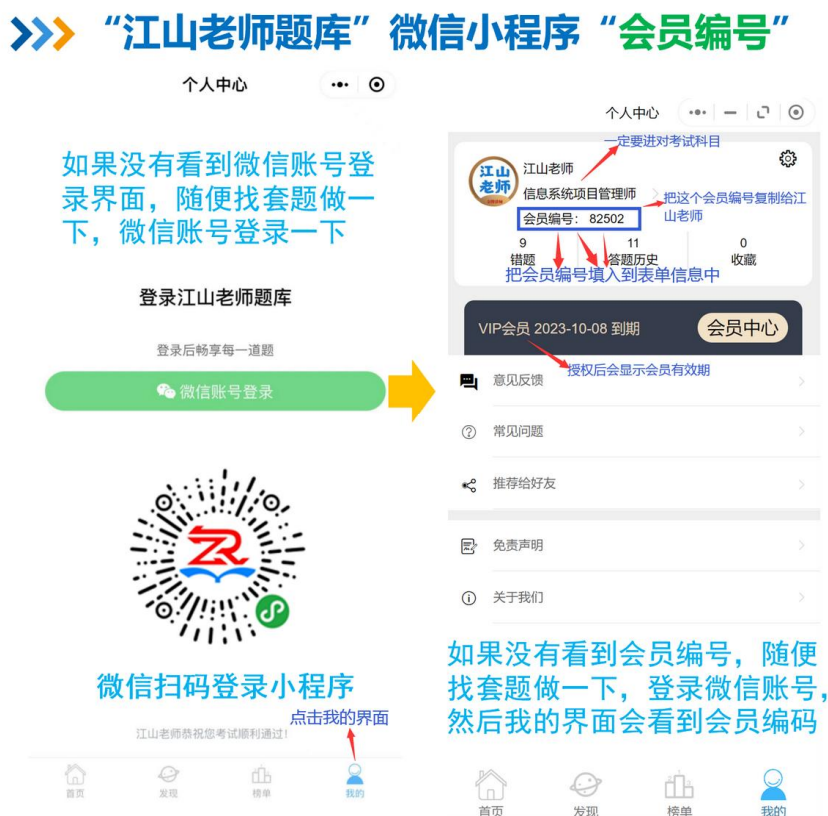 “江山老师题库”微信小程序“会员编号”
个人中心
如果没有看到微信账号登
录界面，随便找套题做一
下，微信账号登录一下
登录江山老师题库
登录后畅享每一道题
微信账号登录
微信扫码登录小程序
点击我的界面
江山老师恭祝您考试顺利通过!
首页
发现
榜单
我的
个人中心
一定要进对考试科目
江山
老师
江山老师
信息系统项目管理师
把这个会员编号复制给江
山老师
会员编号： 82502
9
11
0
错题
答题历史
收藏
把会员编号填入到表单信息中
VIP会员 2023-10-08 到期
会员中心
授权后会显示会员有效期
意见反馈
常见问题
推荐给好友
免责声明
关于我们
如果没有看到会员编号，随便
找套题做一下，登录微信账号，
然后我的界面会看到会员编码
首页
发现
榜单
我的